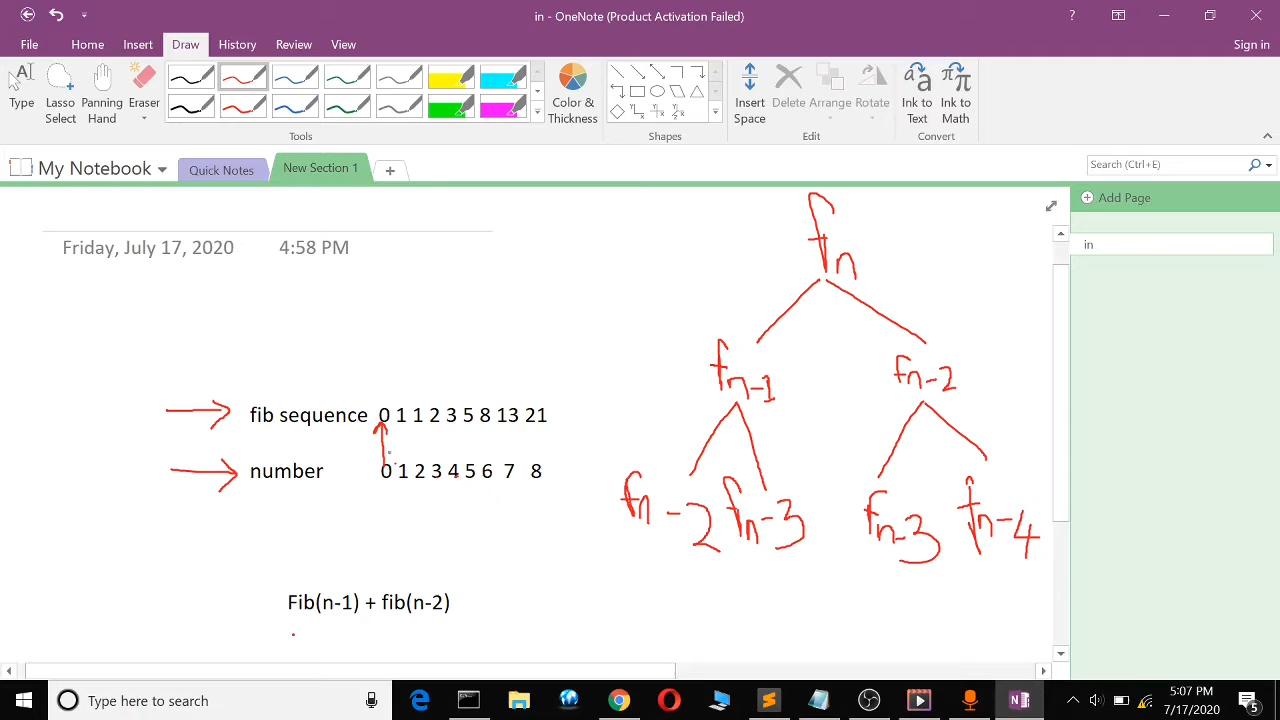 in - OneNote (Product Activation Failed)
File Home Insert Draw History Review View Sign in
Type Lasso Select Panning Hand Eraser Color & Thickness Insert Space Delete Arrange Rotate Ink to Text Ink to Math
Tools Shapes Edit Convert
My Notebook Quick Notes New Section 1 Search (Ctrl+E)
Add Page
in
Friday, July 17, 2020 4:58 PM
fn
fn-1 fn-2
fib sequence 0 1 1 2 3 5 8 13 21
number 0 1 2 3 4 5 6 7 8
fn-2 fn-3 fn-3 fn-4
Fib(n-1) + fib(n-2)
Type here to search
5:07 PM
7/17/2020
5